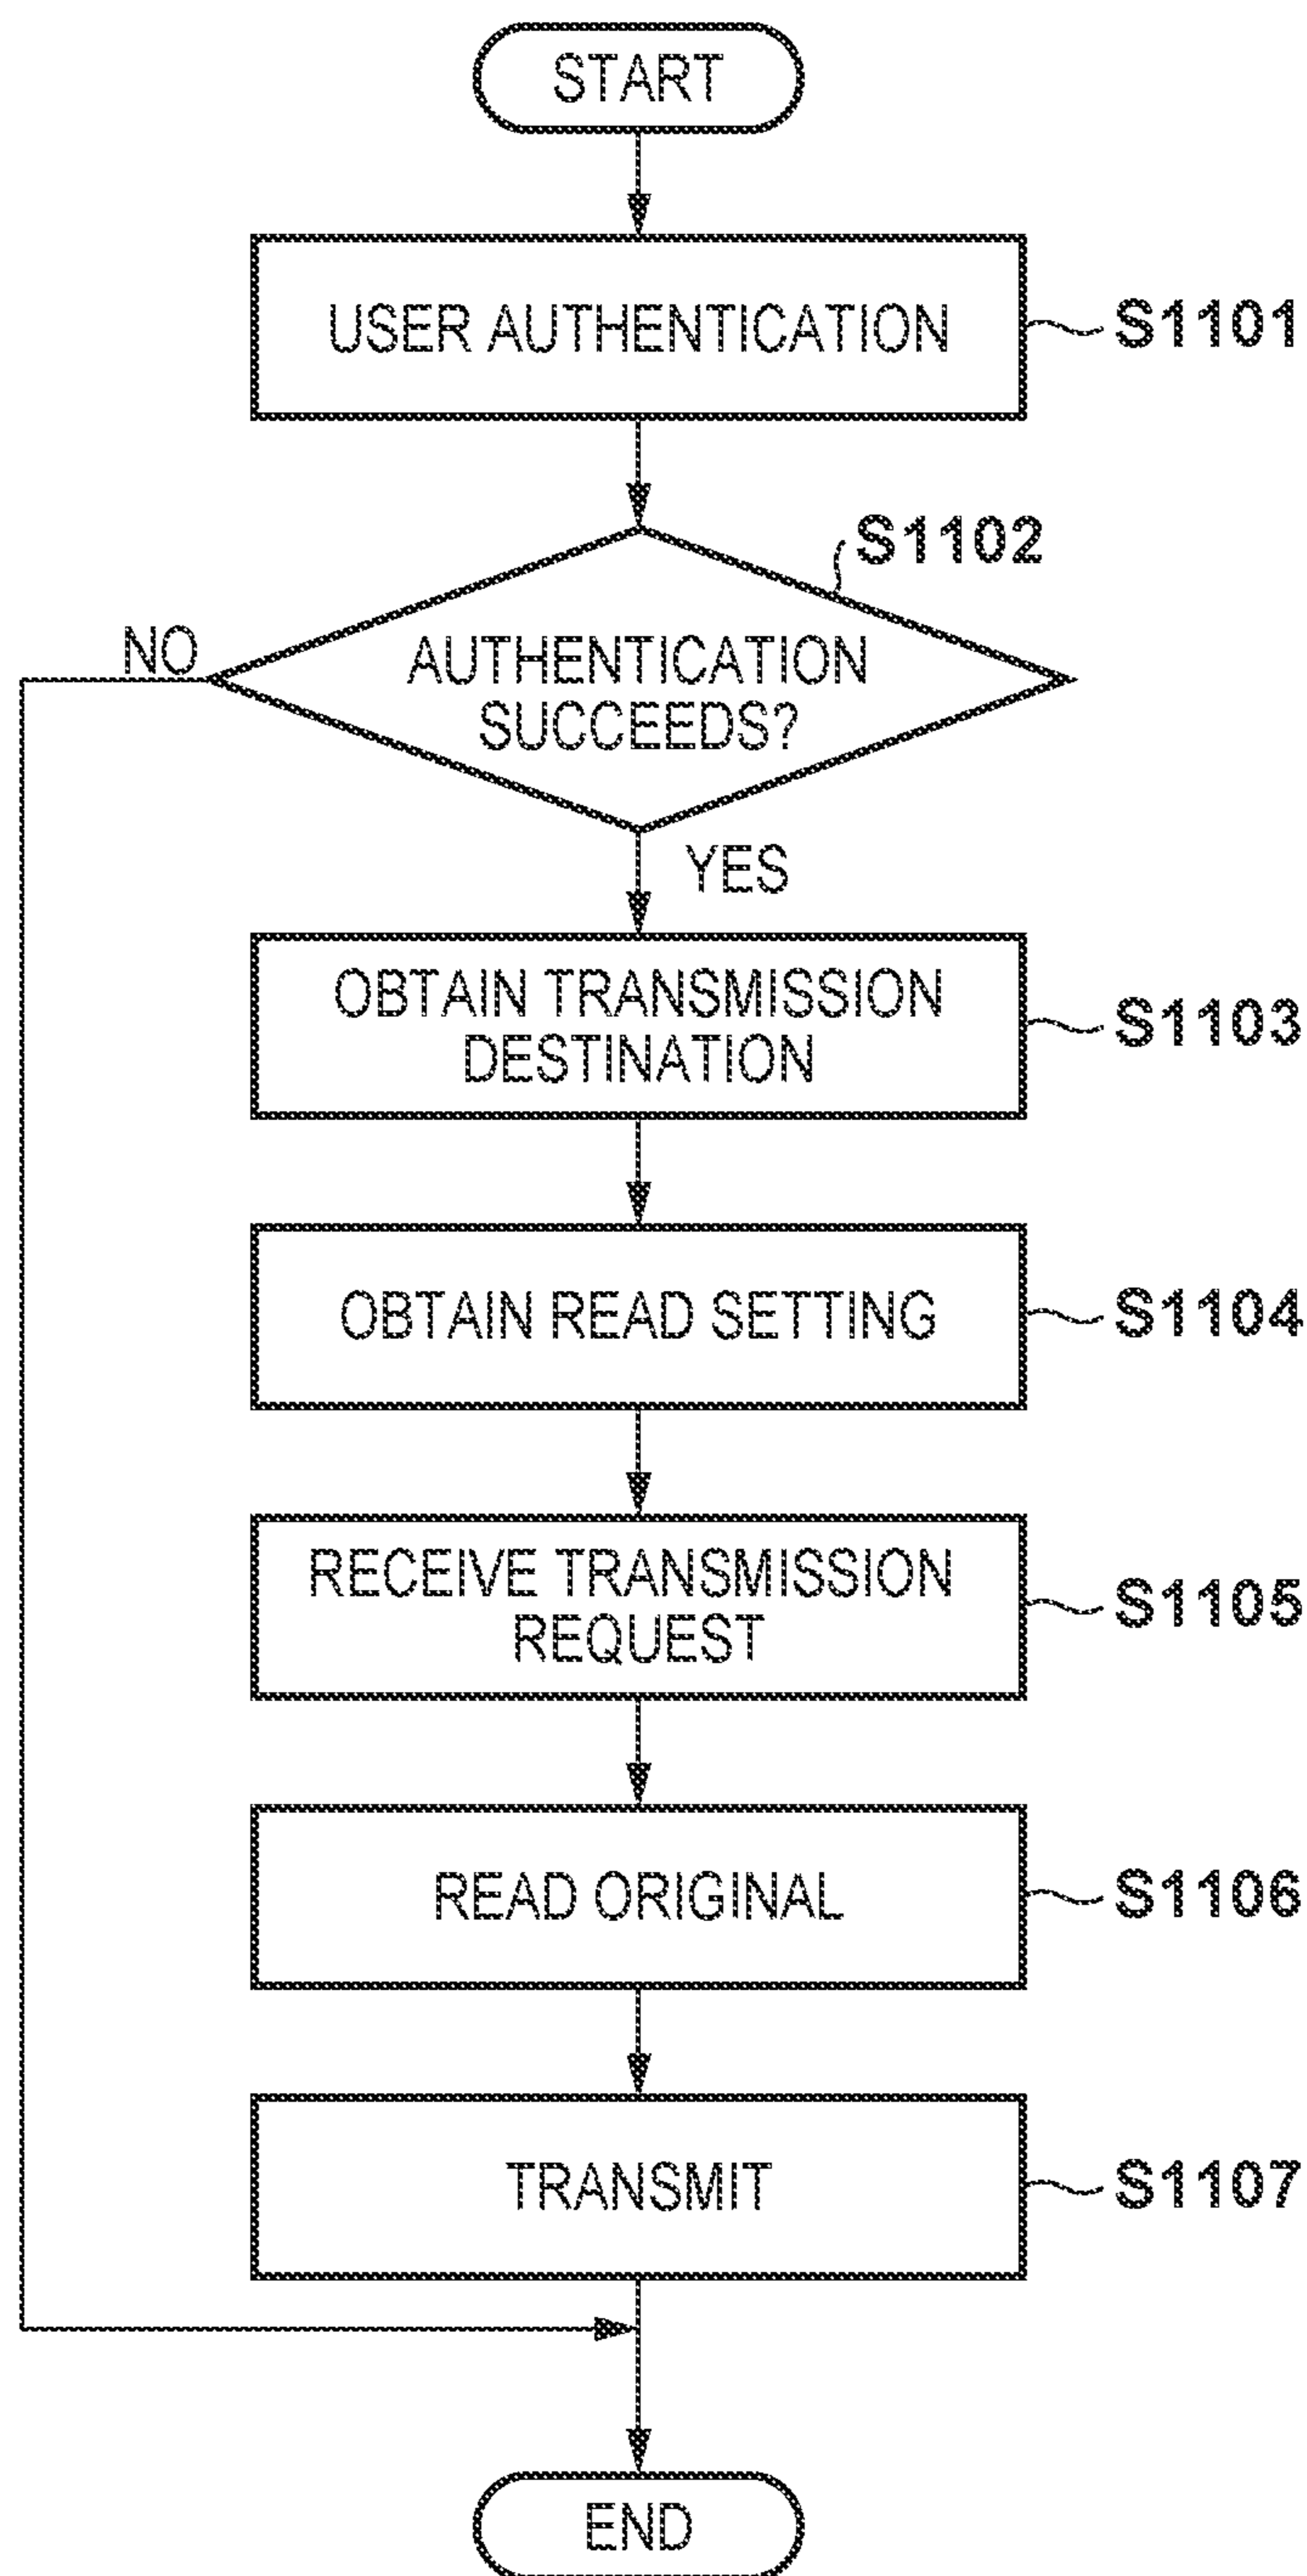 START
USER AUTHENTICATION
S1101
S1102
NO
AUTHENTICATION
SUCCEEDS?
YES
OBTAIN TRANSMISSION
DESTINATION
S1103
OBTAIN READ SETTING
S1104
RECEIVE TRANSMISSION
REQUEST
S1105
READ ORIGINAL
S1106
TRANSMIT
S1107
END